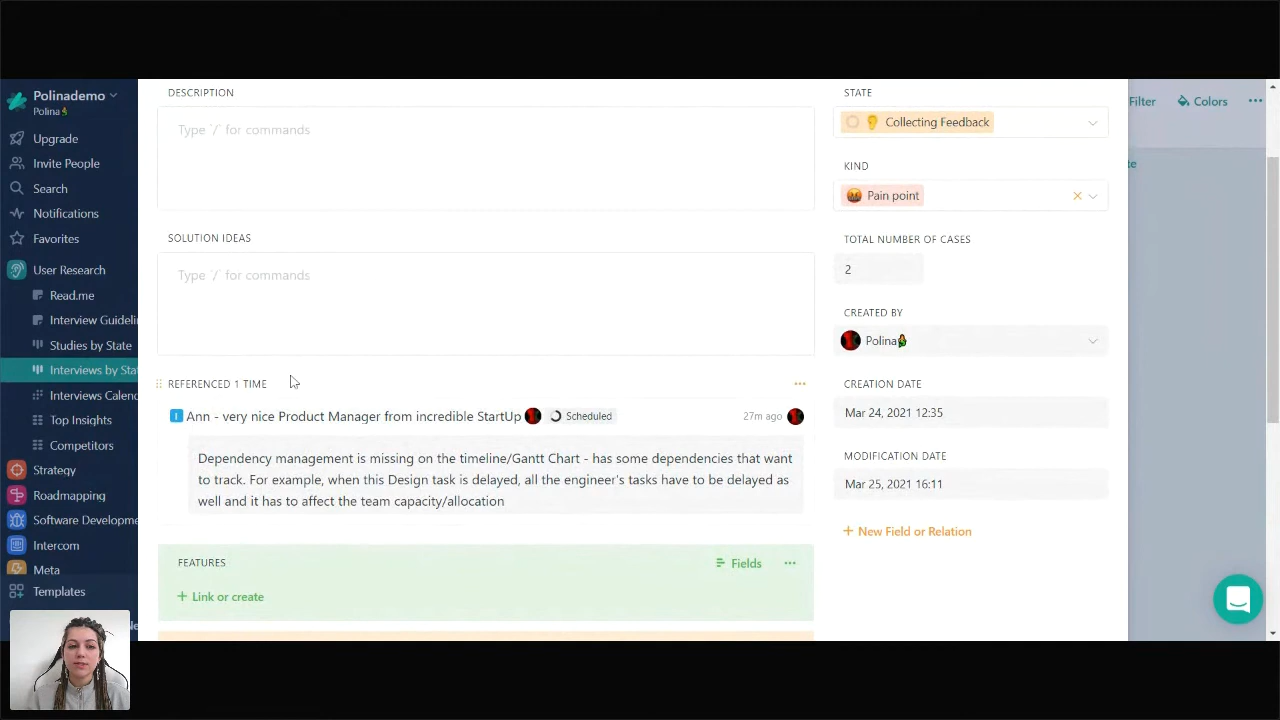 Polinademo
Polina
Upgrade
Invite People
Search
Notifications
Favorites
User Research
Read.me
Interview Guideli
Studies by State
Interviews by Stat
Interviews Calend
Top Insights
Competitors
Strategy
Roadmapping
Software Developme
Intercom
Meta
Templates
DESCRIPTION
Type '/' for commands
SOLUTION IDEAS
Type '/' for commands
REFERENCED 1 TIME
Ann - very nice Product Manager from incredible StartUp Scheduled 27m ago
Dependency management is missing on the timeline/Gantt Chart - has some dependencies that want
to track. For example, when this Design task is delayed, all the engineer's tasks have to be delayed as
well and it has to affect the team capacity/allocation
FEATURES Fields
+ Link or create
STATE
Collecting Feedback
KIND
Pain point
TOTAL NUMBER OF CASES
2
CREATED BY
Polina
CREATION DATE
Mar 24, 2021 12:35
MODIFICATION DATE
Mar 25, 2021 16:11
+ New Field or Relation
Filter Colors